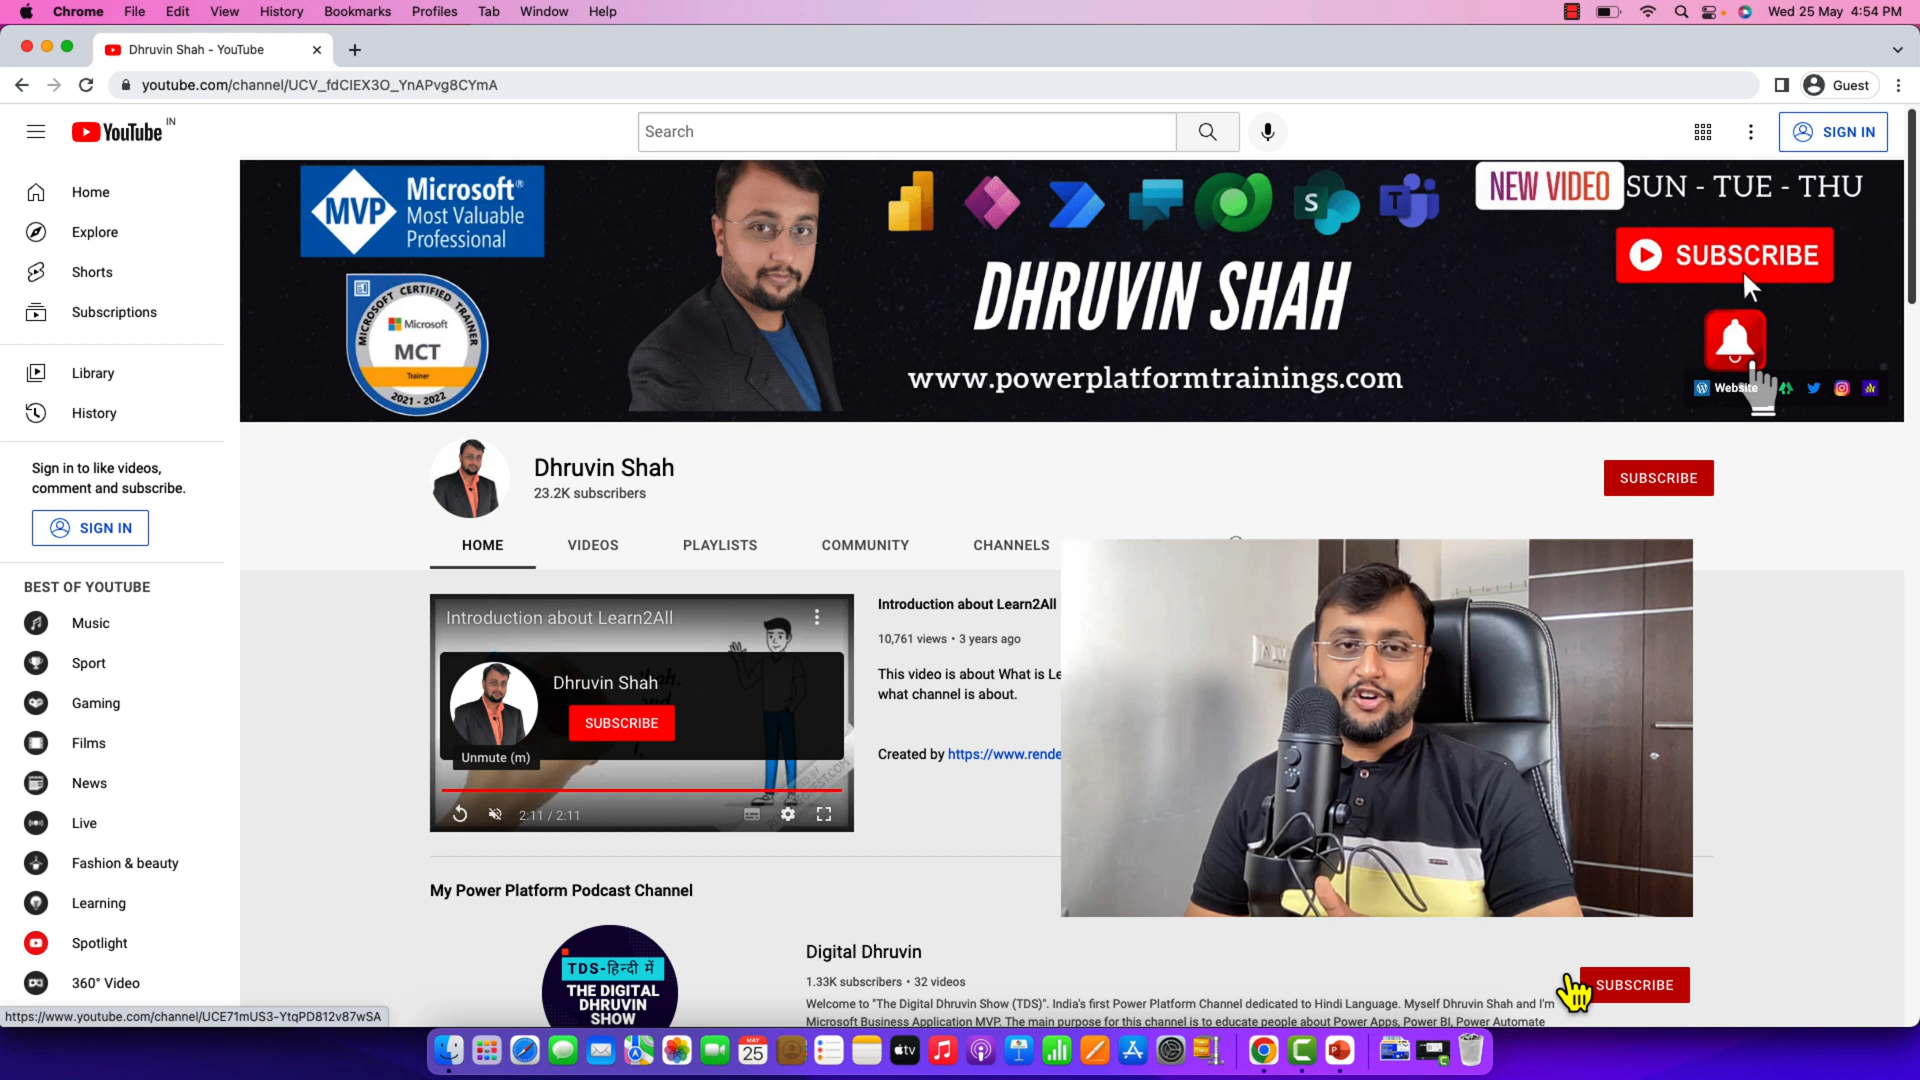 Chrome File Edit View History Bookmarks Profiles Tab Window Help
Wed 25 May 4:54 PM
Dhruvin Shah - YouTube
youtube.com/channel/UCV_fdCIEX3O_YnAPvg8CYmA
Guest
YouTube IN
Search
SIGN IN
Home
Explore
Shorts
Subscriptions
Library
History
Sign in to like videos,
comment and subscribe.
SIGN IN
BEST OF YOUTUBE
Music
Sport
Gaming
Films
News
Live
Fashion & beauty
Learning
Spotlight
360° Video
https://www.youtube.com/channel/UCE71mUS3-YtqPD812v87wSA
MVP
Microsoft®
Most Valuable
Professional
MICROSOFT CERTIFIED TRAINER
Microsoft
MCT
Trainer
2021 - 2022
S
T
DHRUVIN SHAH
www.powerplatformtrainings.com
NEW VIDEO SUN - TUE - THU
SUBSCRIBE
Website
Dhruvin Shah
23.2K subscribers
SUBSCRIBE
HOME VIDEOS PLAYLISTS COMMUNITY CHANNELS
Introduction about Learn2All
Dhruvin Shah
SUBSCRIBE
Unmute (m)
2:11 / 2:11
Introduction about Learn2All
10,761 views • 3 years ago
This video is about What is Le
what channel is about.
Created by https://www.rende
My Power Platform Podcast Channel
TDS-हिन्दी में
THE DIGITAL
DHRUVIN
SHOW
Digital Dhruvin
1.33K subscribers • 32 videos
Welcome to "The Digital Dhruvin Show (TDS)". India's first Power Platform Channel dedicated to Hindi Language. Myself Dhruvin Shah and I'm
Microsoft Business Application MVP. The main purpose for this channel is to educate people about Power Apps, Power BI, Power Automate
SUBSCRIBE
MAY
25
tv